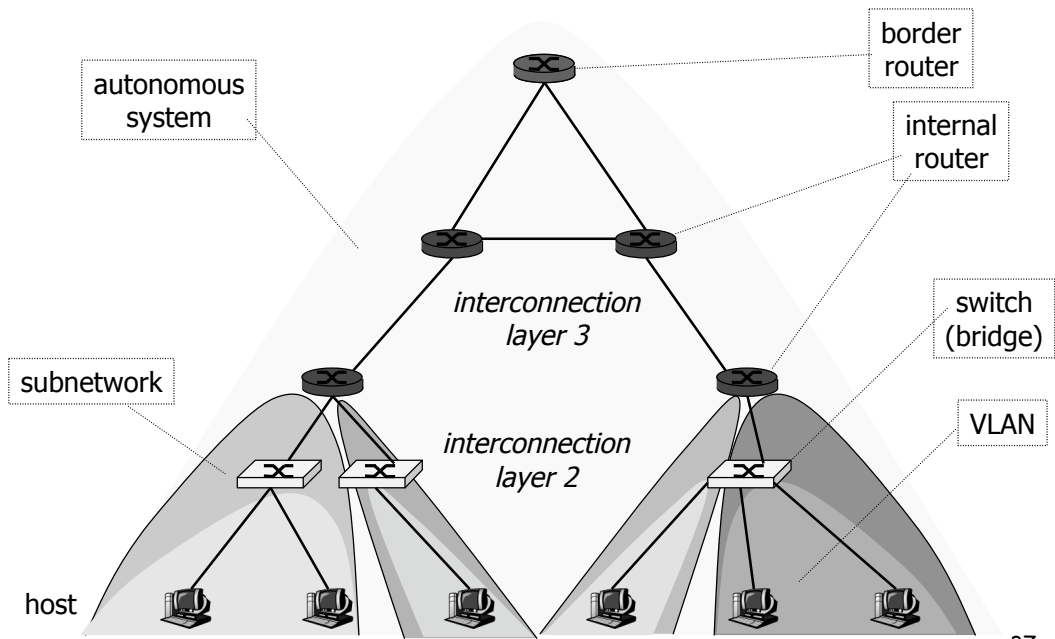 border
router
autonomous
system
internal
router
interconnection
layer 3
switch
(bridge)
subnetwork
VLAN
interconnection
layer 2
host